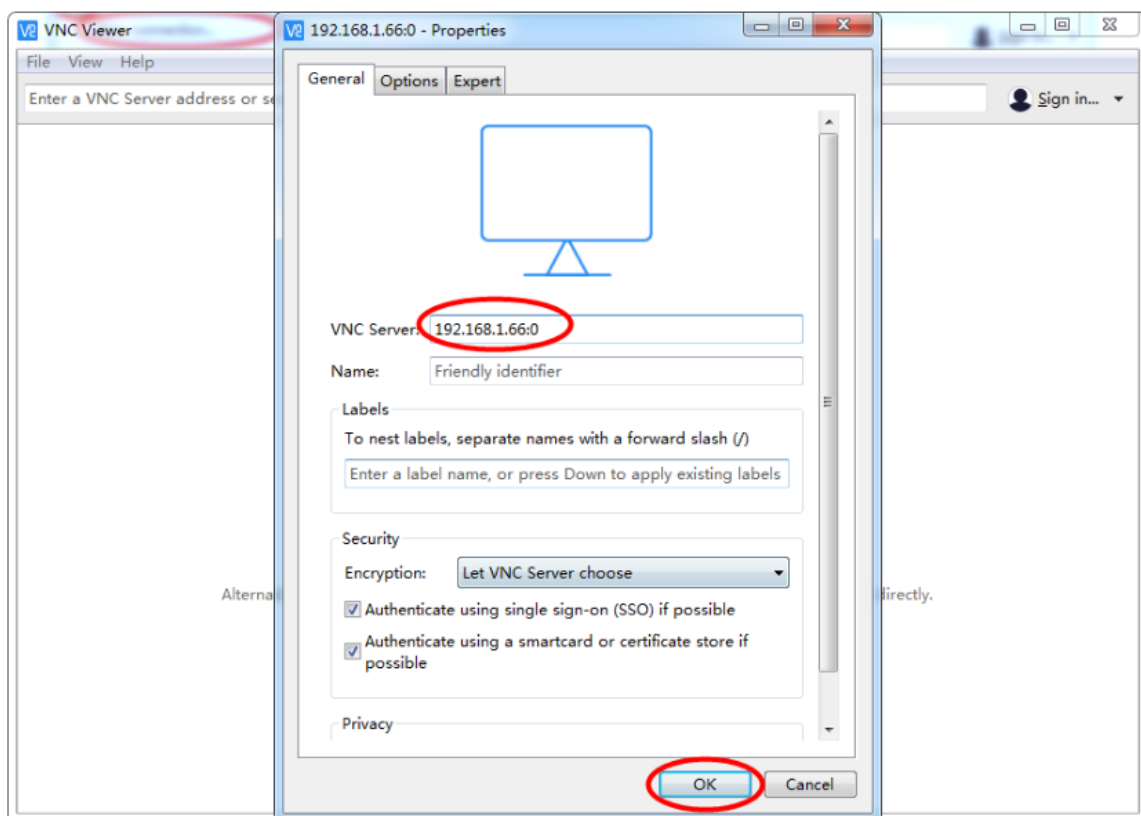 VNC Viewer
192.168.1.66:0 - Properties
File View Help
General Options Expert
Enter a VNC Server address or se
Sign in...
VNC Server: 192.168.1.66:0
Name: Friendly identifier
Labels
To nest labels, separate names with a forward slash (/)
Enter a label name, or press Down to apply existing labels
Security
Encryption: Let VNC Server choose
Alterna
directly.
Authenticate using single sign-on (SSO) if possible
Authenticate using a smartcard or certificate store if
possible
Privacy
OK Cancel